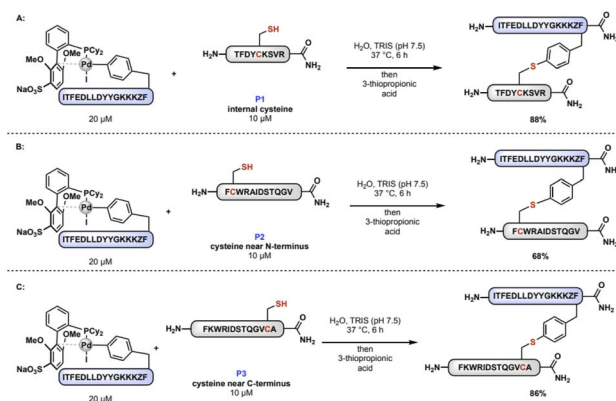 A:
PCy₂
MeO
OMe
Pd
I
NaO₃S
ITFEDLLDYYGKKKZF
20 µM
+
SH
H₂N
TFDYCKSVR
O
NH₂
P1
internal cysteine
10 µM
H₂O, TRIS (pH 7.5)
37 °C, 6 h
then
3-thiopropionic
acid
H₂N
ITFEDLLDYYGKKKZF
O
NH₂
S
H₂N
TFDYCKSVR
O
NH₂
88%
B:
PCy₂
MeO
OMe
Pd
I
NaO₃S
ITFEDLLDYYGKKKZF
20 µM
+
SH
H₂N
FCWRAIDSTQGV
O
NH₂
P2
cysteine near N-terminus
10 µM
H₂O, TRIS (pH 7.5)
37 °C, 6 h
then
3-thiopropionic
acid
H₂N
ITFEDLLDYYGKKKZF
O
S
H₂N
FCWRAIDSTQGV
O
NH₂
68%
C:
PCy₂
MeO
OMe
Pd
I
NaO₃S
ITFEDLLDYYGKKKZF
20 µM
+
SH
H₂N
FKWRIDSTQGVCA
O
NH₂
P3
cysteine near C-terminus
10 µM
H₂O, TRIS (pH 7.5)
37 °C, 6 h
then
3-thiopropionic
acid
H₂N
ITFEDLLDYYGKKKZF
O
S
H₂N
FKWRIDSTQGVCA
O
NH₂
86%